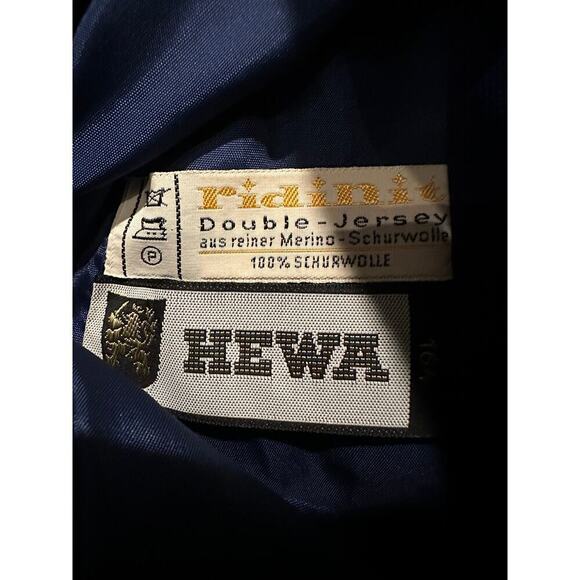 ridinit
Double-Jersey
aus reiner Merino-Schurwolle
100% SCHURWOLLE
P
HEWA